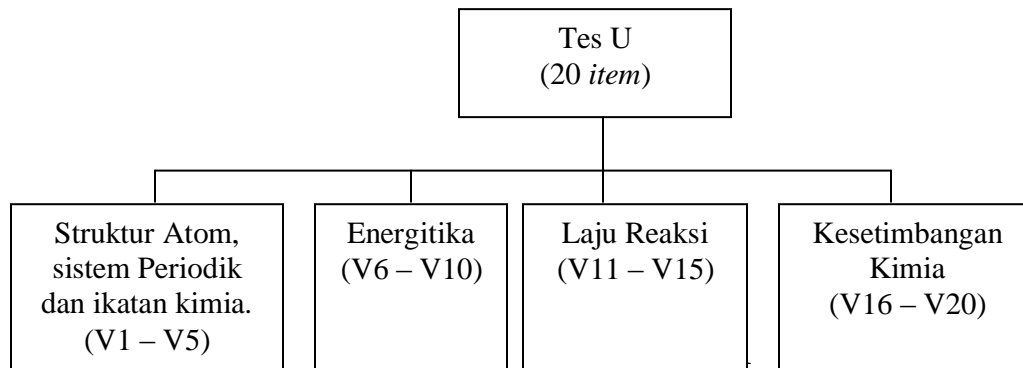 Tes U
(20 item)
Struktur Atom,
sistem Periodik
dan ikatan kimia.
(V1 – V5)
Energitika
(V6 – V10)
Laju Reaksi
(V11 – V15)
Kesetimbangan
Kimia
(V16 – V20)